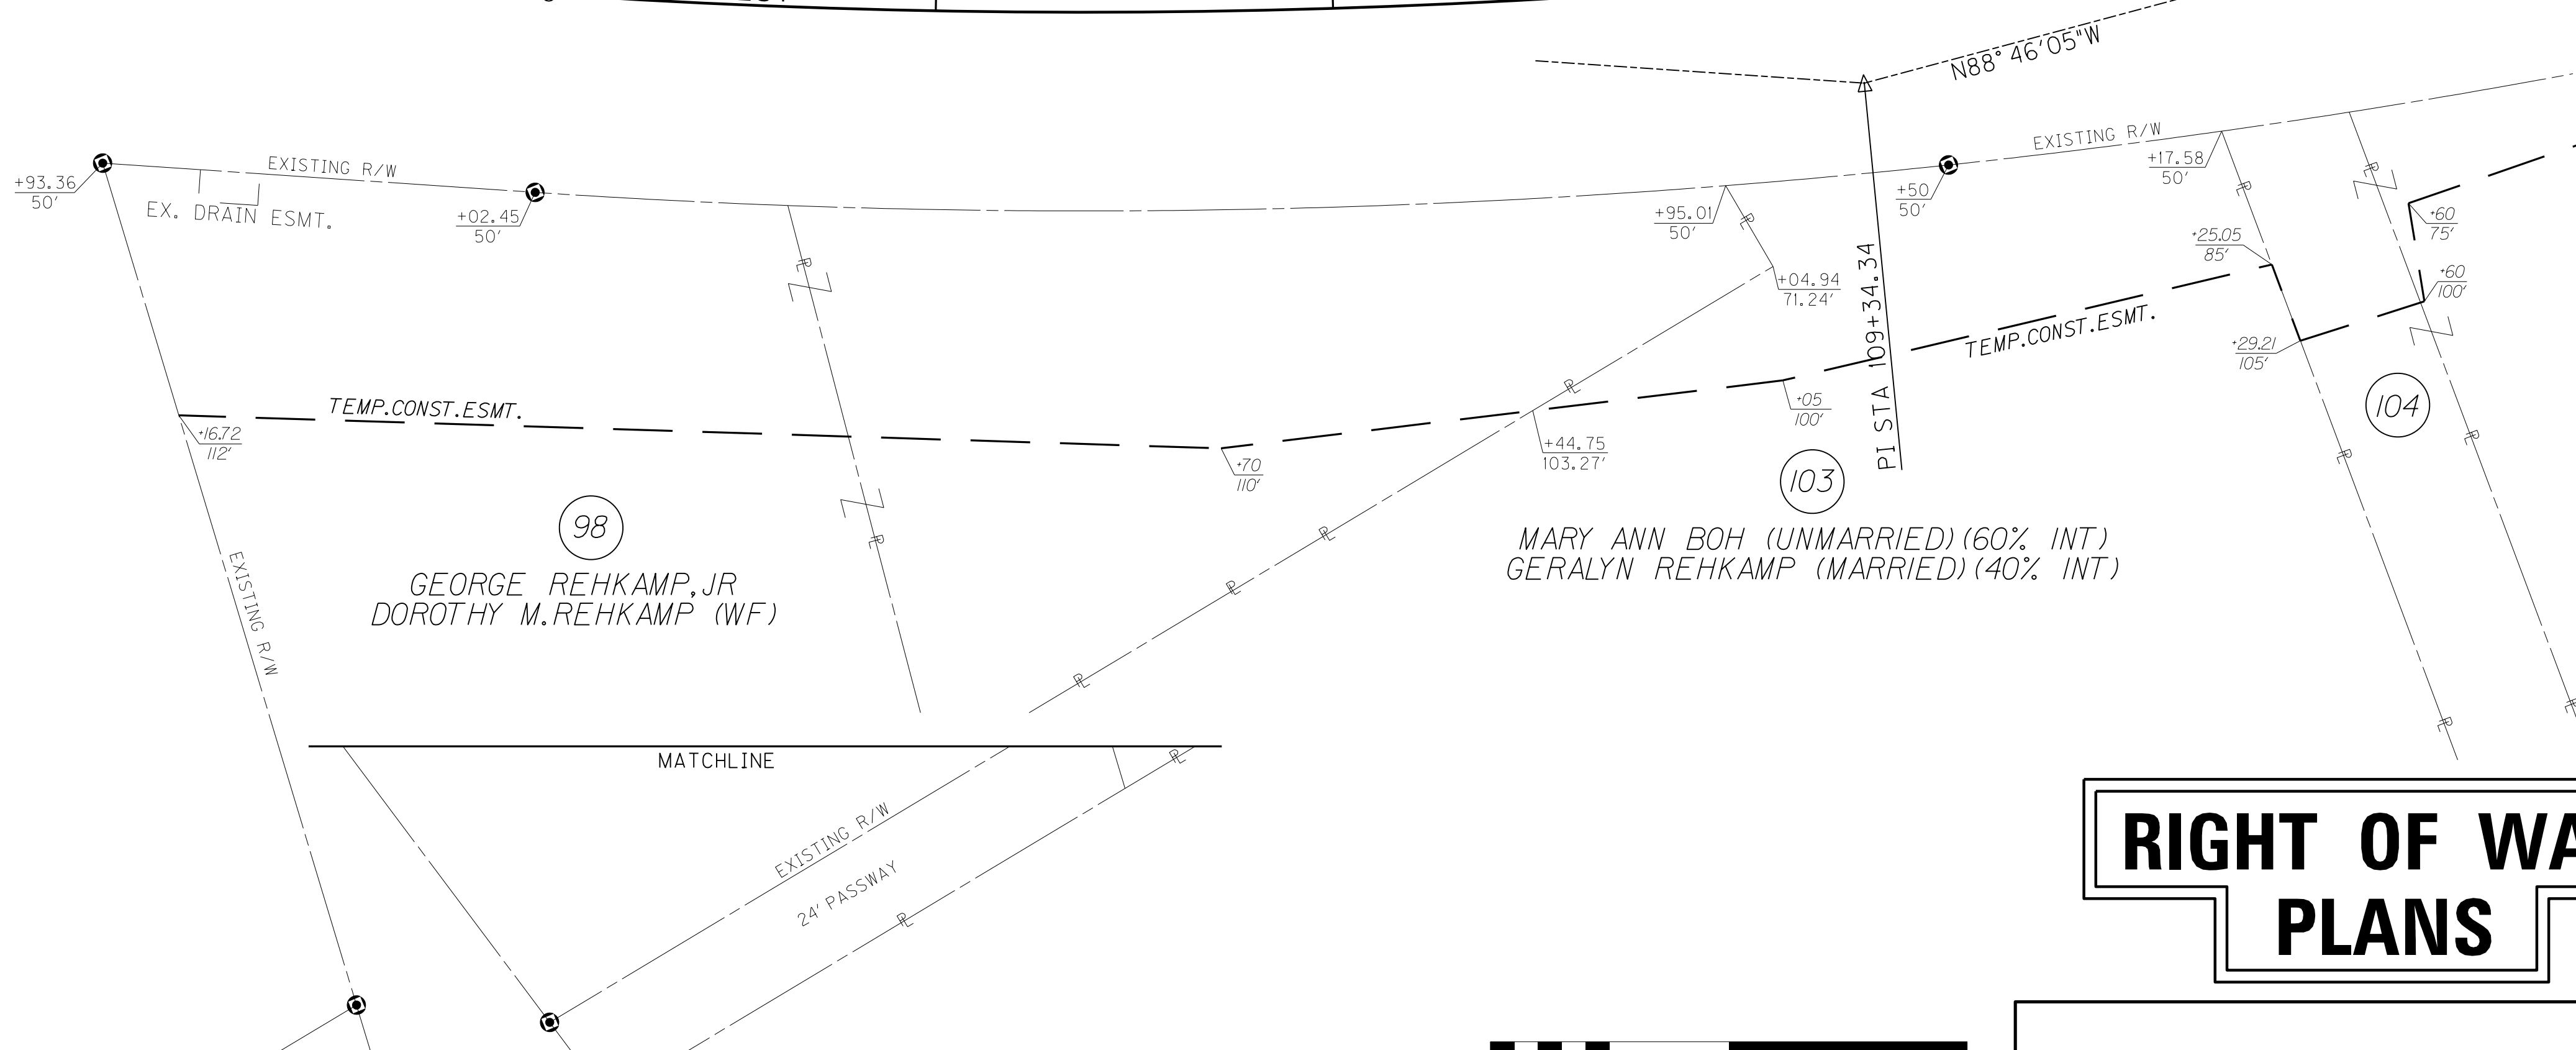 N88°46'05"W
EXISTING R/W
EXISTING R/W
+93.36
50'
EX. DRAIN ESMT.
+02.45
50'
+95.01
50'
+50
50'
+17.58
50'
+60
75'
+25.05
85'
+60
100'
+04.94
71.24'
PI STA 109+34.34
TEMP.CONST.ESMT.
+29.21
105'
TEMP.CONST.ESMT.
+05
100'
104
+16.72
112'
+44.75
103.27'
+70
110'
103
98
MARY ANN BOH (UNMARRIED)(60% INT)
GERALYN REHKAMP (MARRIED)(40% INT)
GEORGE REHKAMP,JR
DOROTHY M.REHKAMP (WF)
EXISTING R/W
MATCHLINE
EXISTING R/W
24' PASSWAY
RIGHT OF WA
PLANS